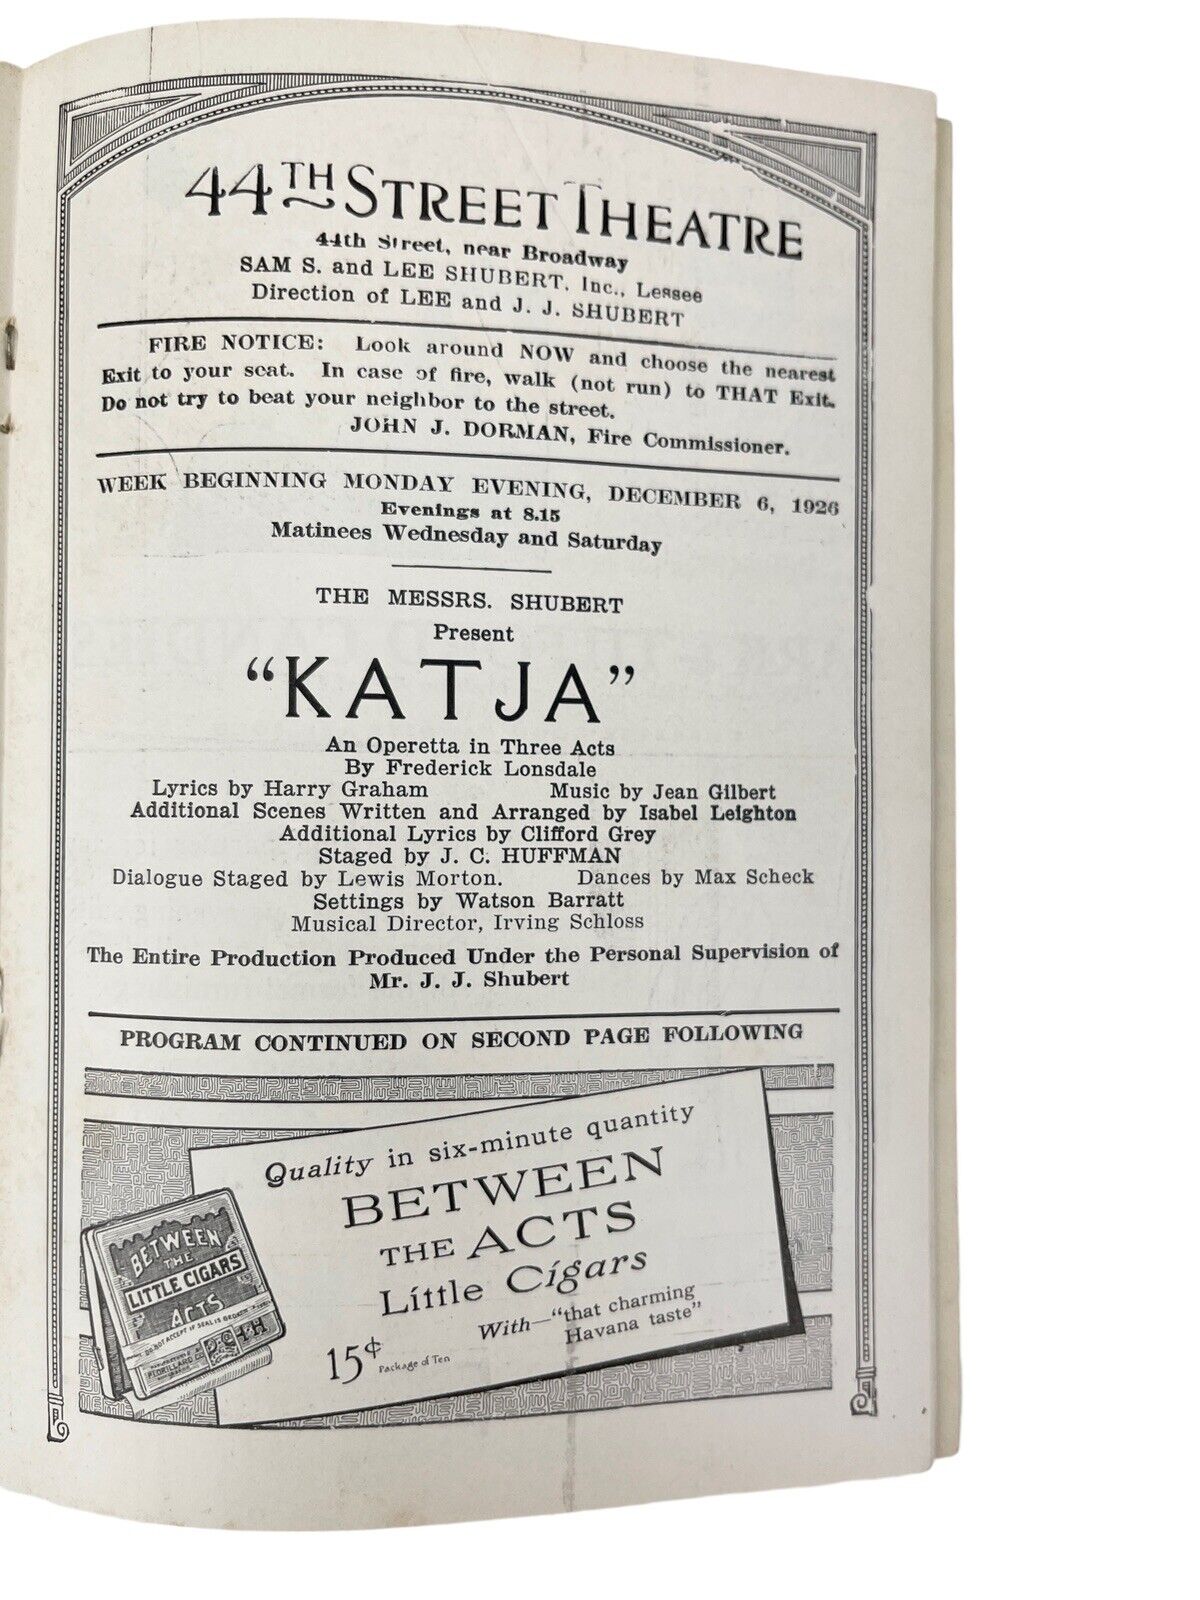 44TH STREET THEATRE
44th Street, near Broadway
SAM S. and LEE SHUBERT, Inc., Lessee
Direction of LEE and J. J. SHUBERT
FIRE NOTICE: Look around NOW and choose the nearest
Exit to your seat. In case of fire, walk (not run) to THAT Exit.
Do not try to beat your neighbor to the street.
JOHN J. DORMAN, Fire Commissioner.
WEEK BEGINNING MONDAY EVENING, DECEMBER 6, 1926
Evenings at 8.15
Matinees Wednesday and Saturday
THE MESSRS. SHUBERT
Present
"KATJA"
An Operetta in Three Acts
By Frederick Lonsdale
Lyrics by Harry Graham Music by Jean Gilbert
Additional Scenes Written and Arranged by Isabel Leighton
Additional Lyrics by Clifford Grey
Staged by J. C. HUFFMAN
Dialogue Staged by Lewis Morton. Dances by Max Scheck
Settings by Watson Barratt
Musical Director, Irving Schloss
The Entire Production Produced Under the Personal Supervision of
Mr. J. J. Shubert
PROGRAM CONTINUED ON SECOND PAGE FOLLOWING
Quality in six-minute quantity
BETWEEN
THE ACTS
Little Cigars
With—"that charming
Havana taste"
15¢ Package of Ten
BETWEEN
THE
LITTLE CIGARS
ACTS
DO NOT ACCEPT IF SEAL IS BROKEN